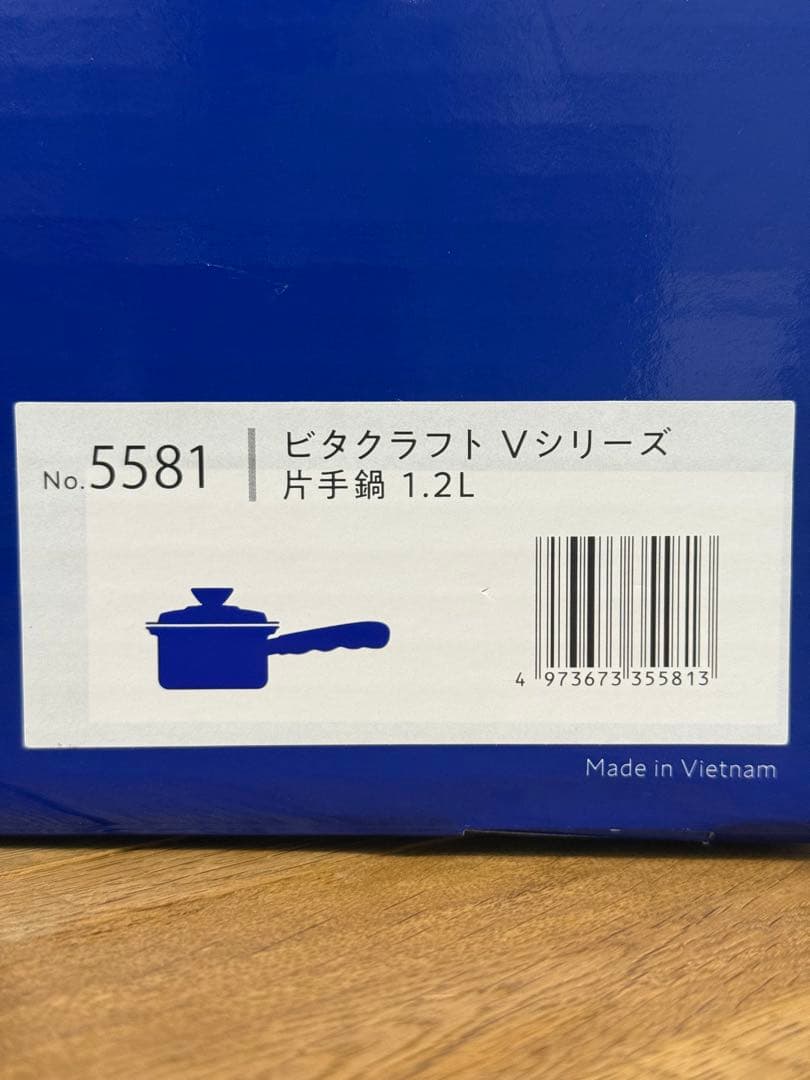 No.5581
ビタクラフト Vシリーズ
片手鍋 1.2L
4 973673 355813
Made in Vietnam